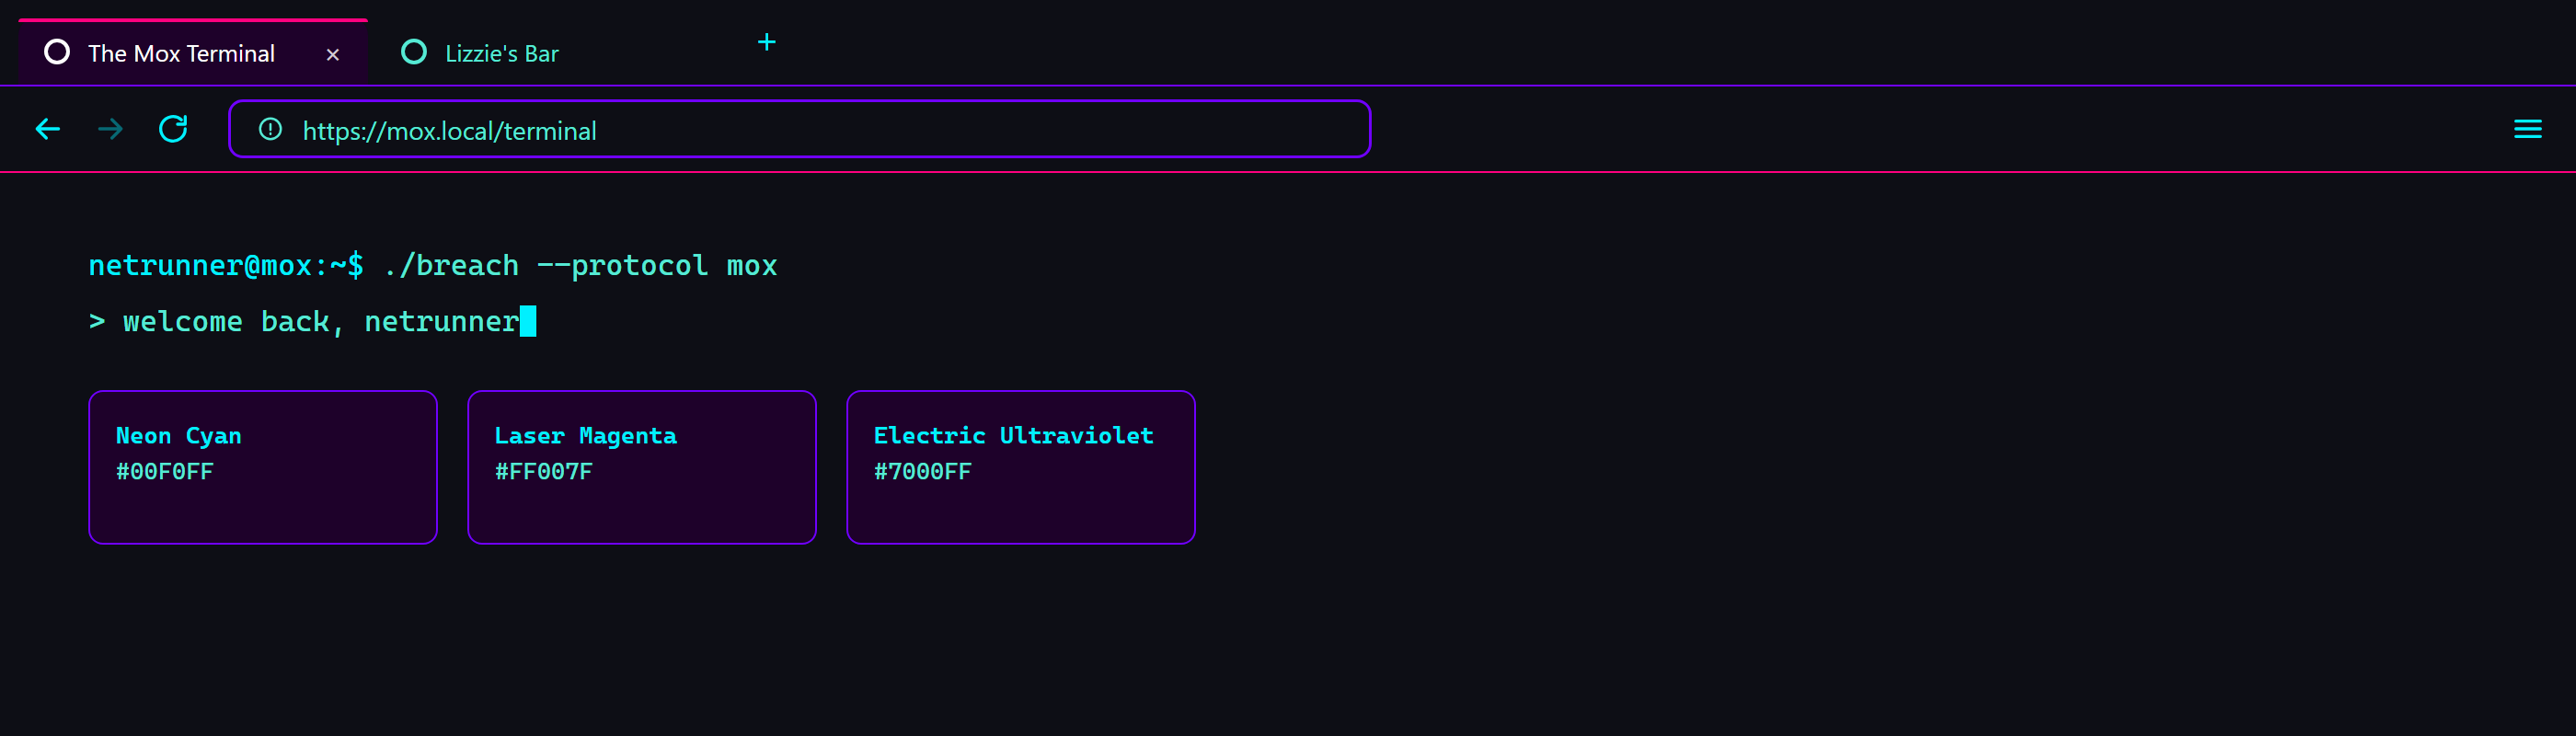 The Mox Terminal ×
Lizzie's Bar
+
https://mox.local/terminal
netrunner@mox:~$ ./breach --protocol mox
> welcome back, netrunner
Neon Cyan
#00F0FF
Laser Magenta
#FF007F
Electric Ultraviolet
#7000FF